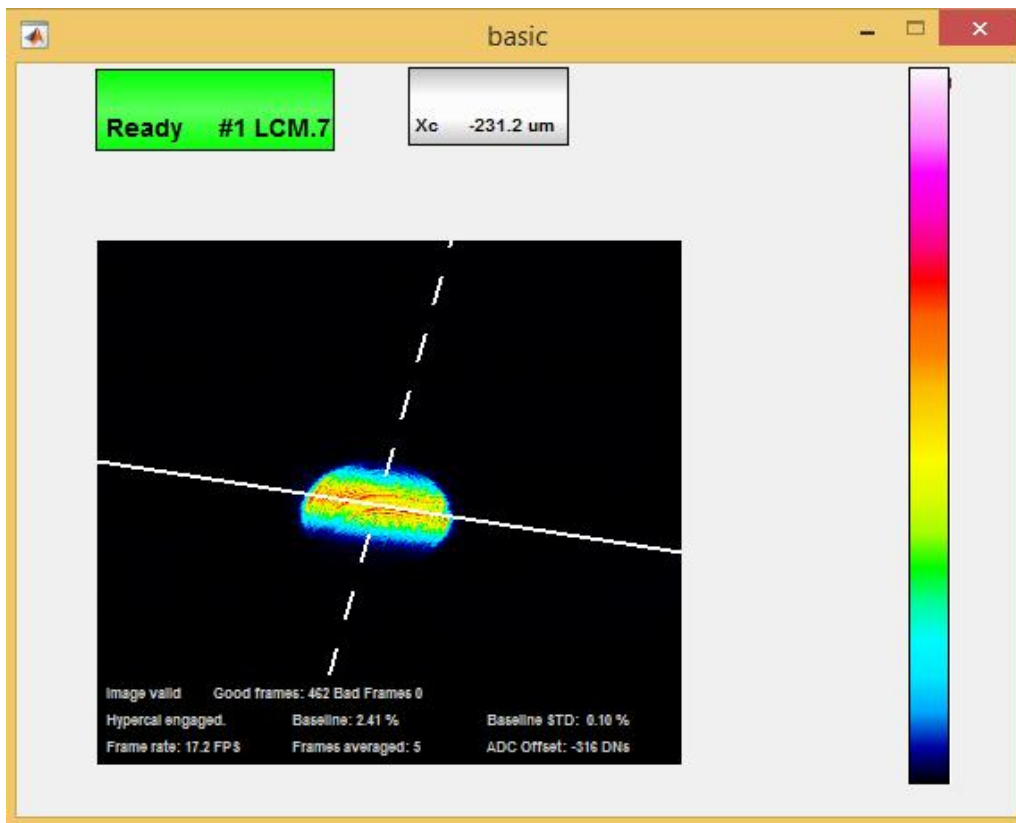 basic
Ready #1 LCM.7
Xc -231.2 um
Image valid Good frames: 462 Bad Frames 0
Hypercal engaged. Baseline: 2.41 % Baseline STD: 0.10 %
Frame rate: 17.2 FPS Frames averaged: 5 ADC Offset: -316 DNs